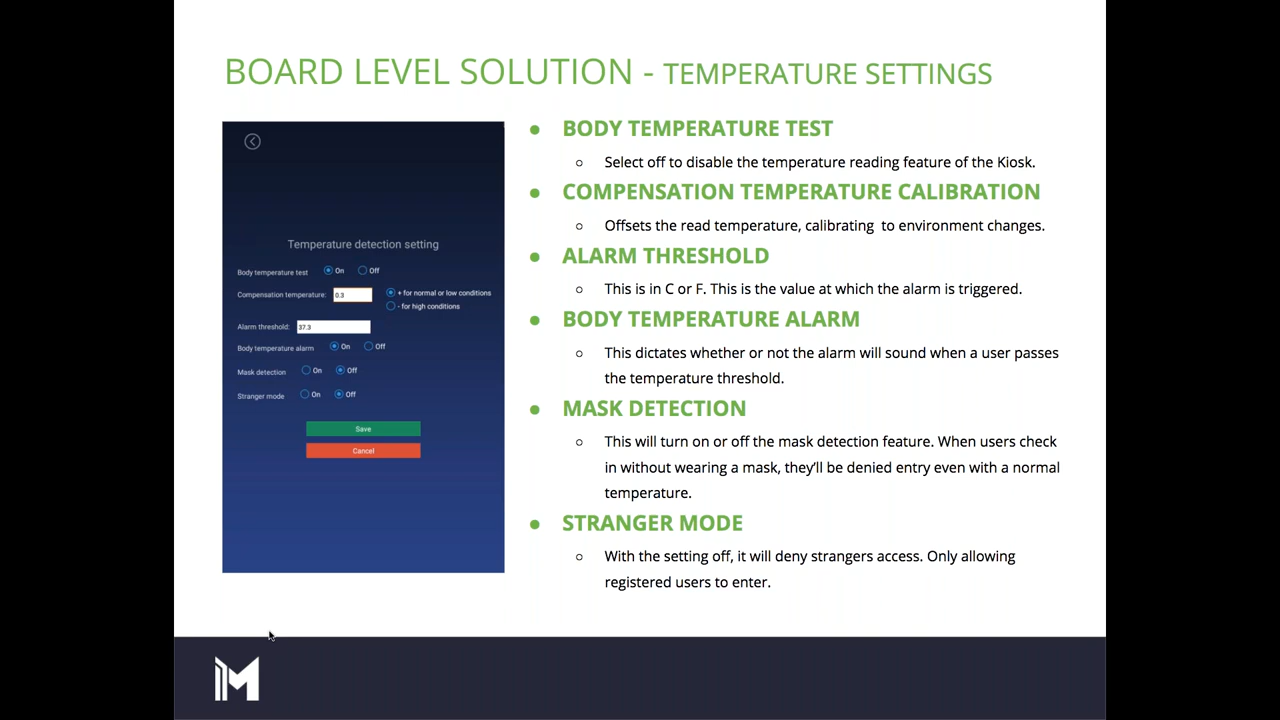 BOARD LEVEL SOLUTION - TEMPERATURE SETTINGS
Temperature detection setting
Body temperature test On Off
Compensation temperature: 0.3 + for normal or low conditions
- for high conditions
Alarm threshold: 37.3
Body temperature alarm On Off
Mask detection On Off
Stranger mode On Off
Save
Cancel
● BODY TEMPERATURE TEST
○ Select off to disable the temperature reading feature of the Kiosk.
● COMPENSATION TEMPERATURE CALIBRATION
○ Offsets the read temperature, calibrating to environment changes.
● ALARM THRESHOLD
○ This is in C or F. This is the value at which the alarm is triggered.
● BODY TEMPERATURE ALARM
○ This dictates whether or not the alarm will sound when a user passes
the temperature threshold.
● MASK DETECTION
○ This will turn on or off the mask detection feature. When users check
in without wearing a mask, they'll be denied entry even with a normal
temperature.
● STRANGER MODE
○ With the setting off, it will deny strangers access. Only allowing
registered users to enter.
M